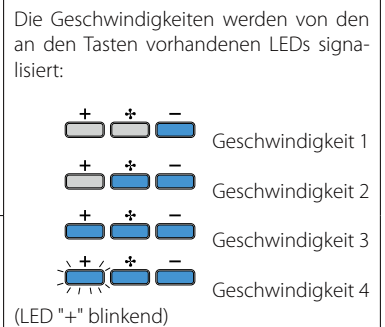 Die Geschwindigkeiten werden von den
an den Tasten vorhandenen LEDs signa-
lisiert:
+ –
Geschwindigkeit 1
+ –
Geschwindigkeit 2
+ –
Geschwindigkeit 3
+ –
Geschwindigkeit 4
(LED "+" blinkend)